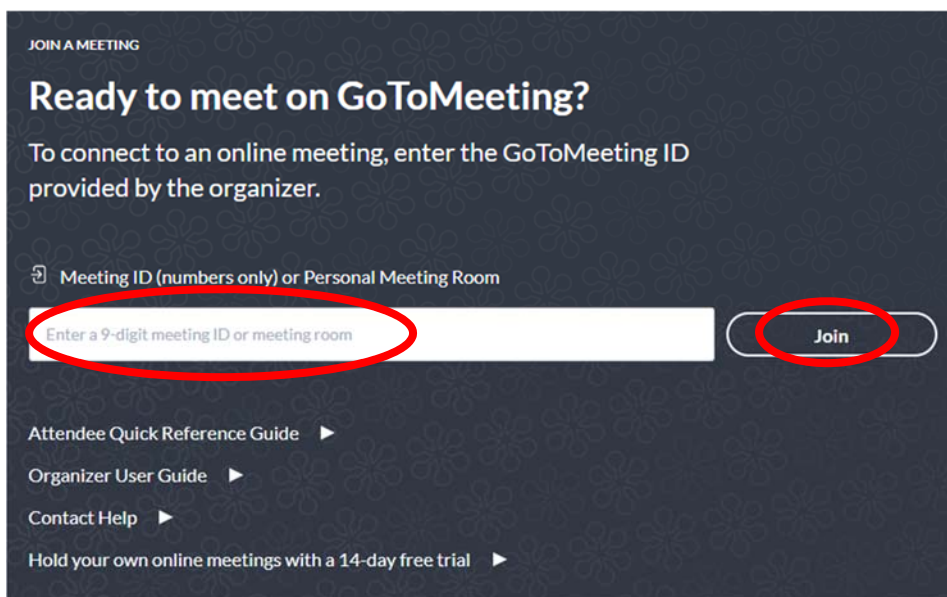 JOIN A MEETING
Ready to meet on GoToMeeting?
To connect to an online meeting, enter the GoToMeeting ID
provided by the organizer.
Meeting ID (numbers only) or Personal Meeting Room
Enter a 9-digit meeting ID or meeting room
Join
Attendee Quick Reference Guide
Organizer User Guide
Contact Help
Hold your own online meetings with a 14-day free trial